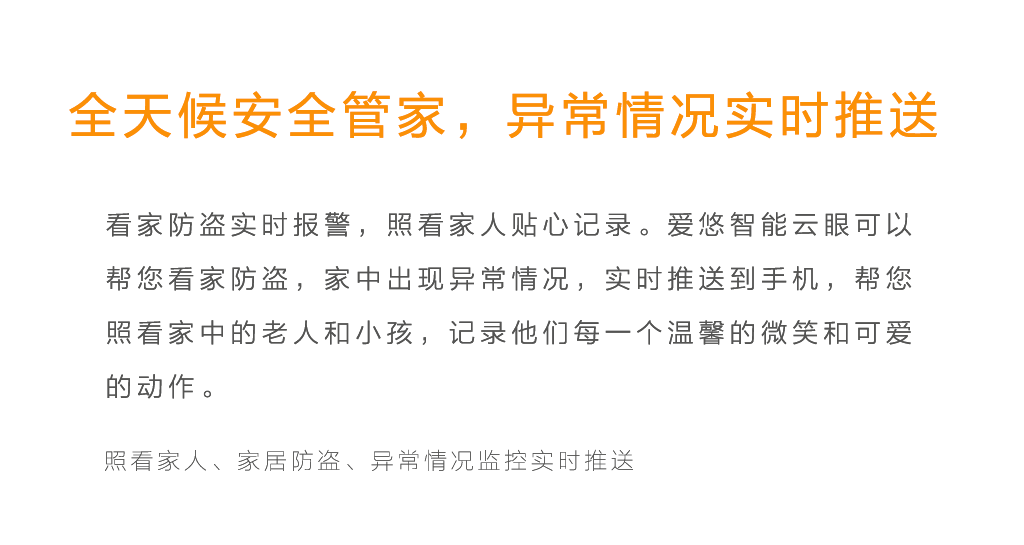 全天候安全管家，异常情况实时推送
看家防盗实时报警，照看家人贴心记录。爱悠智能云眼可以
帮您看家防盗，家中出现异常情况，实时推送到手机，帮您
照看家中的老人和小孩，记录他们每一个温馨的微笑和可爱
的动作。
照看家人、家居防盗、异常情况监控实时推送